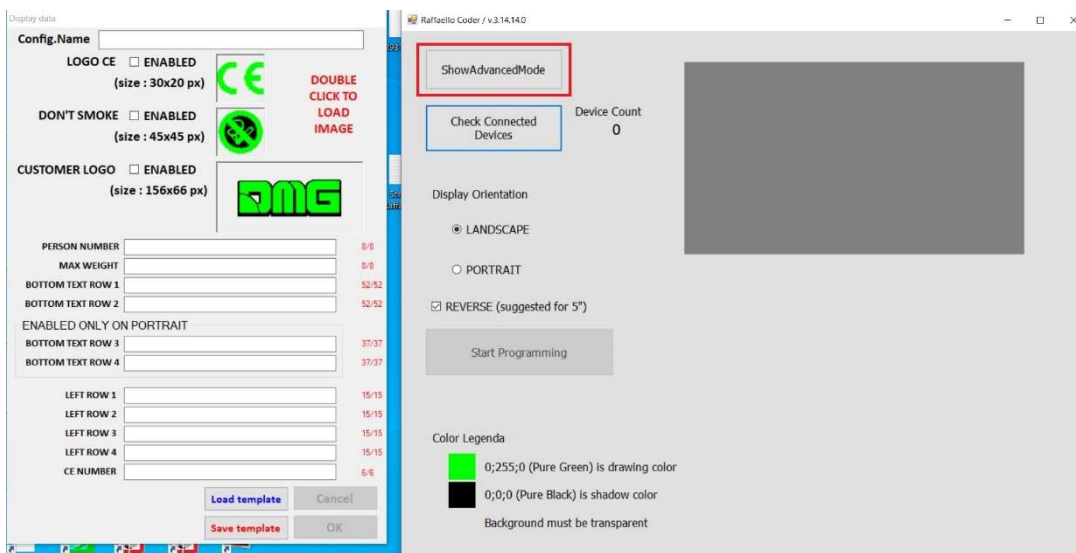 Display data
Config.Name
LOGO CE ENABLED
(size : 30x20 px)
CE
DOUBLE
CLICK TO
LOAD
IMAGE
DON'T SMOKE ENABLED
(size : 45x45 px)
CUSTOMER LOGO ENABLED
(size : 156x66 px)
DMG
PERSON NUMBER 8/8
MAX WEIGHT 8/8
BOTTOM TEXT ROW 1 52/52
BOTTOM TEXT ROW 2 52/52
ENABLED ONLY ON PORTRAIT
BOTTOM TEXT ROW 3 37/37
BOTTOM TEXT ROW 4 37/37
LEFT ROW 1 15/15
LEFT ROW 2 15/15
LEFT ROW 3 15/15
LEFT ROW 4 15/15
CE NUMBER 6/6
Load template Cancel
Save template OK
Raffaello Coder / v.3.14.14.0
ShowAdvancedMode
Check Connected
Devices
Device Count
0
Display Orientation
LANDSCAPE
PORTRAIT
REVERSE (suggested for 5")
Start Programming
Color Legenda
0;255;0 (Pure Green) is drawing color
0;0;0 (Pure Black) is shadow color
Background must be transparent